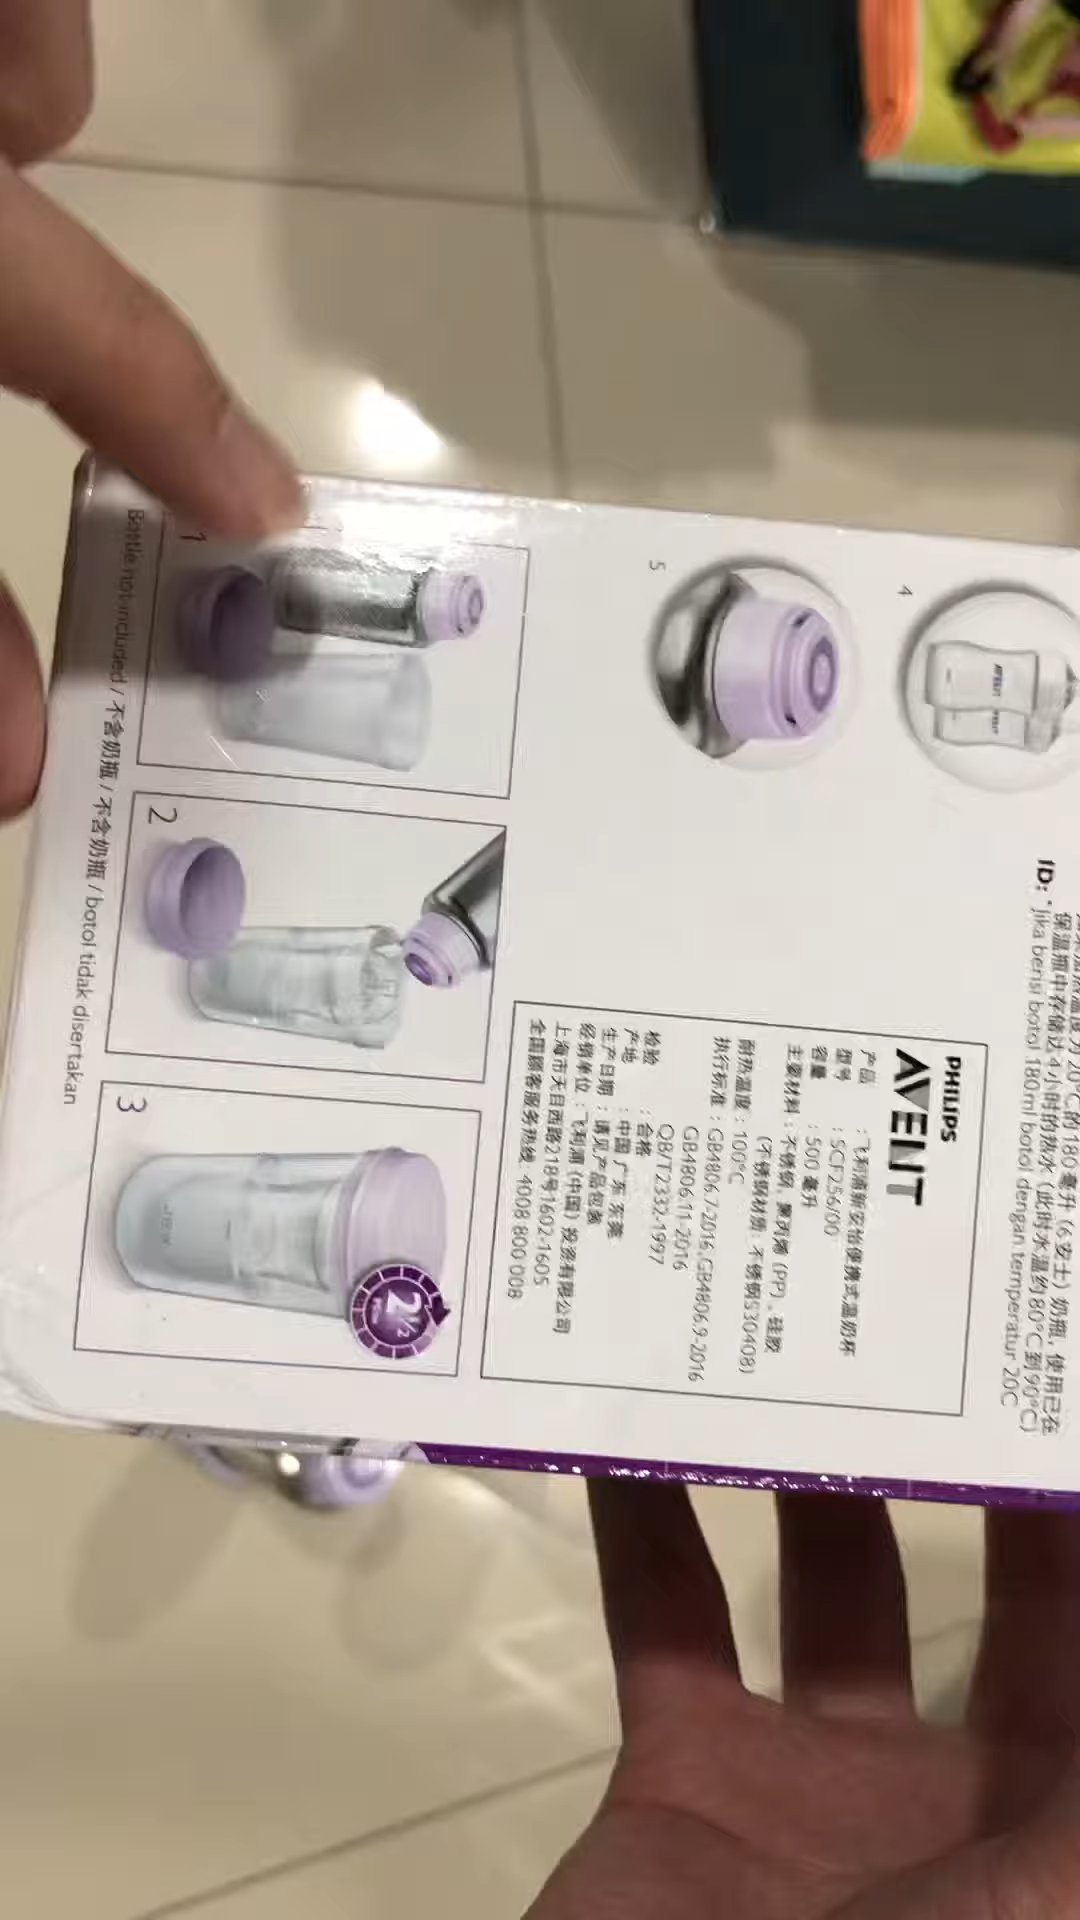 4
5
保温瓶中存储达4小时的热水（此时水温约80°C到90°C）
ID: *Jika berisi botol 180ml botol dengan temperatur 20C
PHILIPS
AVENT
产品 : 飞利浦新安怡便携式温奶杯
型号 : SCF256/00
容量 : 500 毫升
主要材料 : 不锈钢、聚丙烯（PP）、硅胶
（不锈钢材质：不锈钢S30408）
耐热温度 : 100°C
执行标准 : GB4806.7-2016,GB4806.9-2016
GB4806.11-2016
QB/T2332-1997
检验 : 合格
产地 : 中国 广东 东莞
生产日期 : 请见产品包装
经销单位 : 飞利浦（中国）投资有限公司
上海市天目西路218号1602-1605
全国顾客服务热线: 4008 800 008
1
2
3
2½
Bottle not included / 不含奶瓶 / 不含奶瓶 / botol tidak disertakan